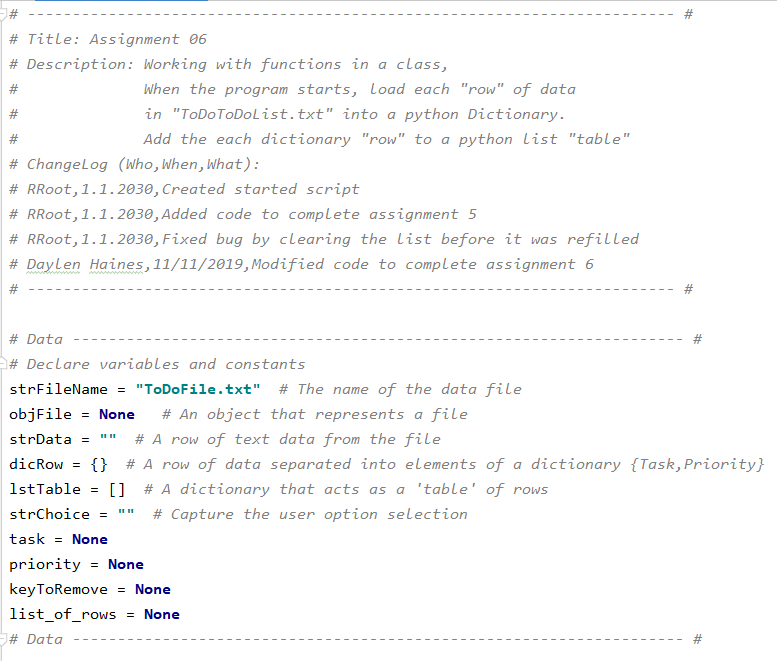 # ------------------------------------------------------------------------ #
# Title: Assignment 06
# Description: Working with functions in a class,
#              When the program starts, load each "row" of data
#              in "ToDoToDoList.txt" into a python Dictionary.
#              Add the each dictionary "row" to a python list "table"
# ChangeLog (Who,When,What):
# RRoot,1.1.2030,Created started script
# RRoot,1.1.2030,Added code to complete assignment 5
# RRoot,1.1.2030,Fixed bug by clearing the list before it was refilled
# Daylen Haines,11/11/2019,Modified code to complete assignment 6
# ------------------------------------------------------------------------ #
# Data -------------------------------------------------------------------- #
# Declare variables and constants
strFileName = "ToDoFile.txt"  # The name of the data file
objFile = None   # An object that represents a file
strData = ""  # A row of text data from the file
dicRow = {}  # A row of data separated into elements of a dictionary {Task,Priority}
lstTable = []  # A dictionary that acts as a 'table' of rows
strChoice = ""  # Capture the user option selection
task = None
priority = None
keyToRemove = None
list_of_rows = None
# Data -------------------------------------------------------------------- #